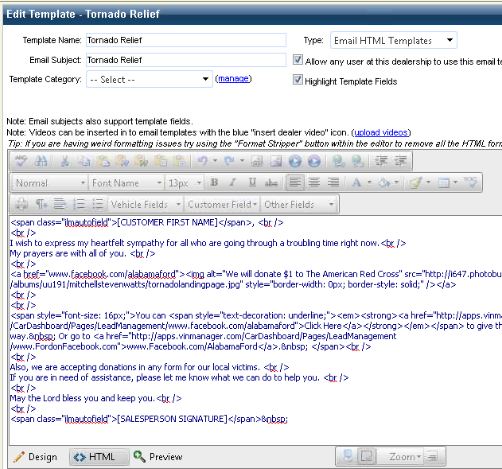 Edit Template - Tornado Relief
Template Name: Tornado Relief Type: Email HTML Templates
Email Subject: Tornado Relief Allow any user at this dealership to use this email te
Template Category: -- Select -- (manage) Highlight Template Fields
Note: Email subjects also support template fields.
Note: Videos can be inserted in to email templates with the blue "insert dealer video" icon. (upload videos)
Tip: If you are having weird formatting issues try using the "Format Stripper" button within the editor to remove all the HTML form
Normal Font Name 13px B I U abc A
Vehicle Fields Customer Field Other Fields
<span class="ilmautofield">[CUSTOMER FIRST NAME]</span>, <br />
<br />
I wish to express my heartfelt sympathy for all who are going through a troubling time right now.<br />
My prayers are with all of you. <br />
<br />
<a href="www.facebook.com/alabamaford"><img alt="We will donate $1 to The American Red Cross" src="http://i647.photobu
/albums/uu191/mitchellstevenwatts/tornadolandingpage.jpg" style="border-width: 0px; border-style: solid;" /></a>
<br />
<br />
<span style="font-size: 16px;">You can <span style="text-decoration: underline;"><em><strong><a href="http://apps.vinm
/CarDashboard/Pages/LeadManagement/www.facebook.com/alabamaford">Click Here</a></strong></em></span> to give th
way.&nbsp; Or go to <a href="http://apps.vinmanager.com/CarDashboard/Pages/LeadManagement
/www.FordonFacebook.com">www.Facebook.com/AlabamaFord</a>.&nbsp; </span><br />
<br />
Also, we are accepting donations in any form for our local victims. <br />
If you are in need of assistance, please let me know what we can do to help you. <br />
<br />
May the Lord bless you and keep you.<br />
<br />
<span class="ilmautofield">[SALESPERSON SIGNATURE]</span>&nbsp;
Design HTML Preview Zoom